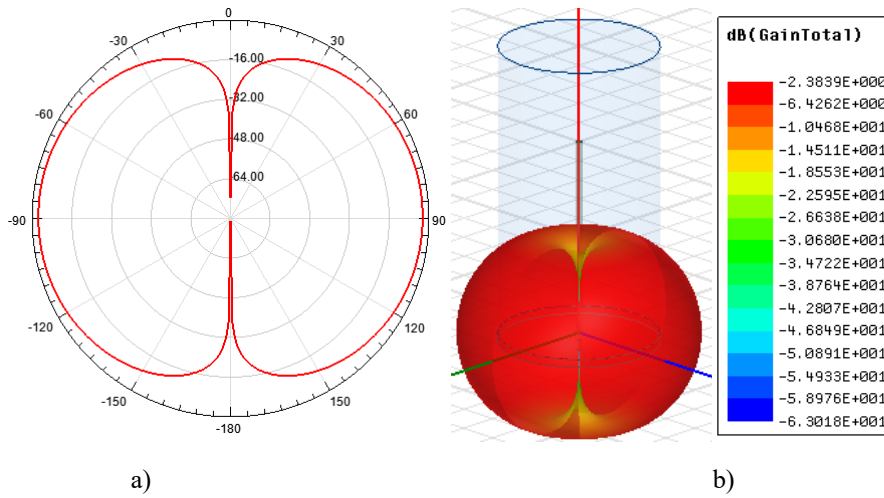 0
-30
30
-16.00
-32.00
-60
60
-48.00
-64.00
-90
90
-120
120
-150
150
-180
dB(GainTotal)
-2.3839E+000
-6.4262E+000
-1.0468E+001
-1.4511E+001
-1.8553E+001
-2.2595E+001
-2.6638E+001
-3.0680E+001
-3.4722E+001
-3.8764E+001
-4.2807E+001
-4.6849E+001
-5.0891E+001
-5.4933E+001
-5.8976E+001
-6.3018E+001
a)
b)